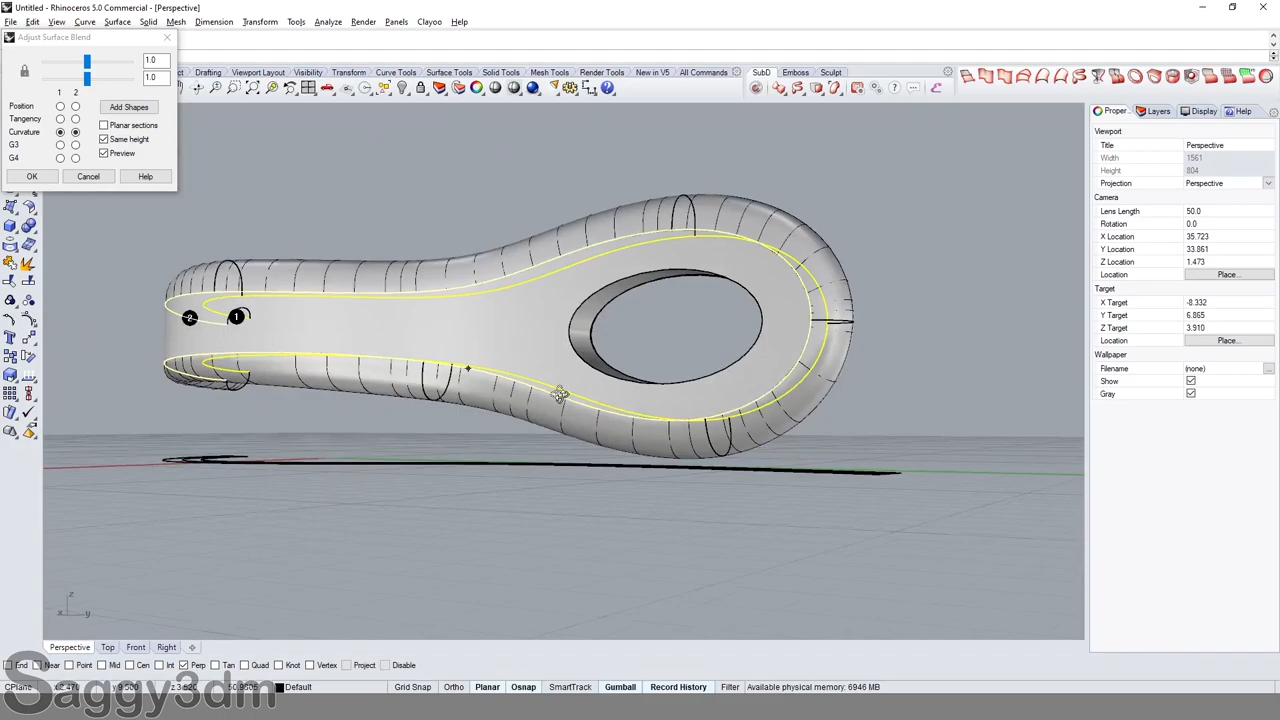 Untitled - Rhinoceros 5.0 Commercial - [Perspective]
File Edit View Curve Surface Solid Mesh Dimension Transform Tools Analyze Render Panels Clayoo Help
Adjust Surface Blend
1.0
1.0
1 2
Position
Tangency
Curvature
G3
G4
Add Shapes
Planar sections
Same height
Preview
OK Cancel Help
Drafting Viewport Layout Visibility Transform Curve Tools Surface Tools Solid Tools Mesh Tools Render Tools New in V5 All Commands
SubD Emboss Sculpt
2 1
z
x y
Proper... Layers Display Help
Viewport
Title Perspective
Width 1561
Height 804
Projection Perspective
Camera
Lens Length 50.0
Rotation 0.0
X Location 35.723
Y Location 33.861
Z Location 1.473
Location Place...
Target
X Target -8.332
Y Target 6.865
Z Target 3.910
Location Place...
Wallpaper
Filename (none) ...
Show
Gray
Perspective Top Front Right
End Near Point Mid Cen Int Perp Tan Quad Knot Vertex Project Disable
CPlane Default Grid Snap Ortho Planar Osnap SmartTrack Gumball Record History Filter Available physical memory: 6946 MB
Saggy3dm